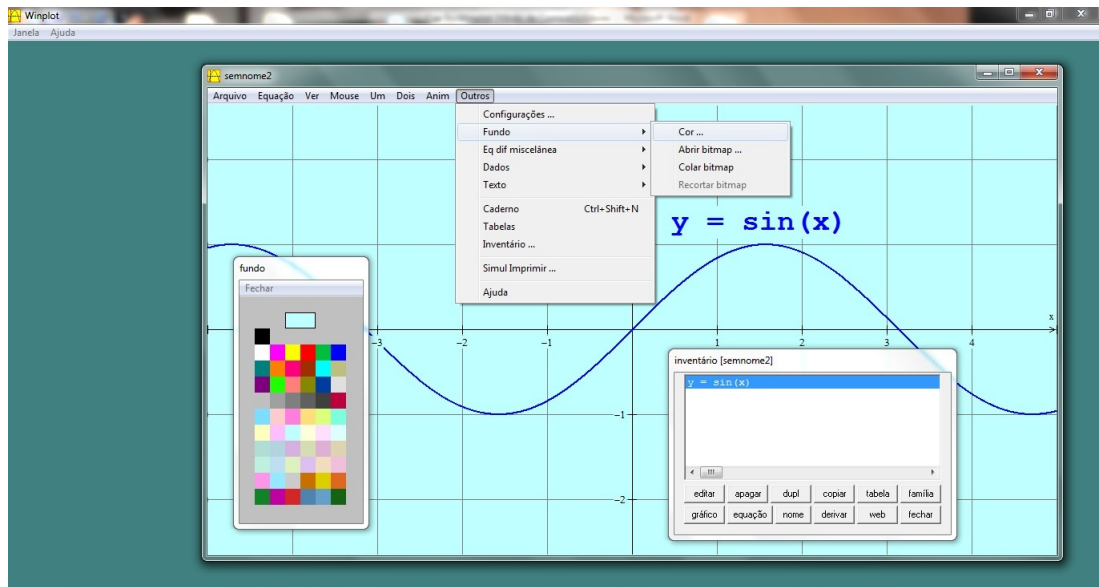 Winplot
Janela Ajuda
semnome2
Arquivo Equação Ver Mouse Um Dois Anim Outros
Configurações ...
Fundo
Eq dif miscelânea
Dados
Texto
Caderno Ctrl+Shift+N
Tabelas
Inventário ...
Simul Imprimir ...
Ajuda
Cor ...
Abrir bitmap ...
Colar bitmap
Recortar bitmap
y = sin(x)
fundo
Fechar
x
-3 -2 -1 1 2 3 4
-1
-2
inventário [semnome2]
y = sin(x)
editar apagar dupl copiar tabela família
gráfico equação nome derivar web fechar